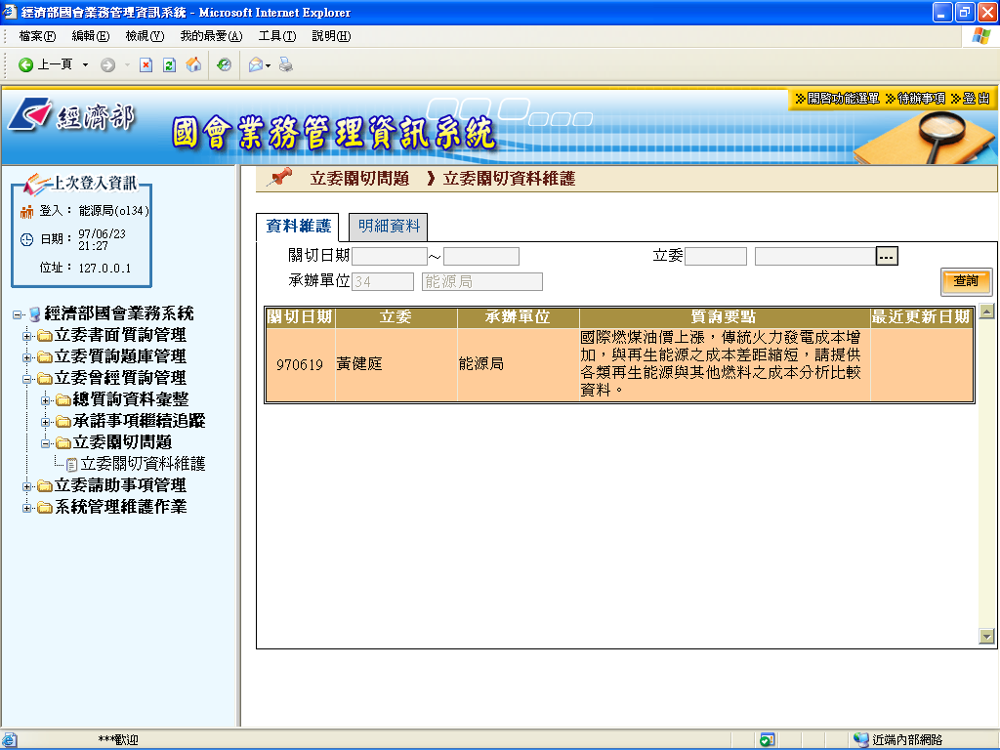 經濟部國會業務管理資訊系統 - Microsoft Internet Explorer
檔案(F) 編輯(E) 檢視(V) 我的最愛(A) 工具(T) 說明(H)
上一頁
經濟部
國會業務管理資訊系統
開啓功能選單 待辦事項 登出
上次登入資訊
登入： 能源局(o134)
日期： 97/06/23
21:27
位址： 127.0.0.1
立委關切問題 》立委關切資料維護
經濟部國會業務系統
立委書面質詢管理
立委質詢題庫管理
立委曾經質詢管理
總質詢資料彙整
承諾事項繼續追蹤
立委關切問題
立委關切資料維護
立委請助事項管理
系統管理維護作業
資料維護 明細資料
關切日期 ～ 立委 ...
承辦單位 34 能源局
查詢
關切日期 立委 承辦單位 質詢要點 最近更新日期
970619 黃健庭 能源局
國際燃煤油價上漲，傳統火力發電成本增
加，與再生能源之成本差距縮短，請提供
各類再生能源與其他燃料之成本分析比較
資料。
***歡迎
近端內部網路